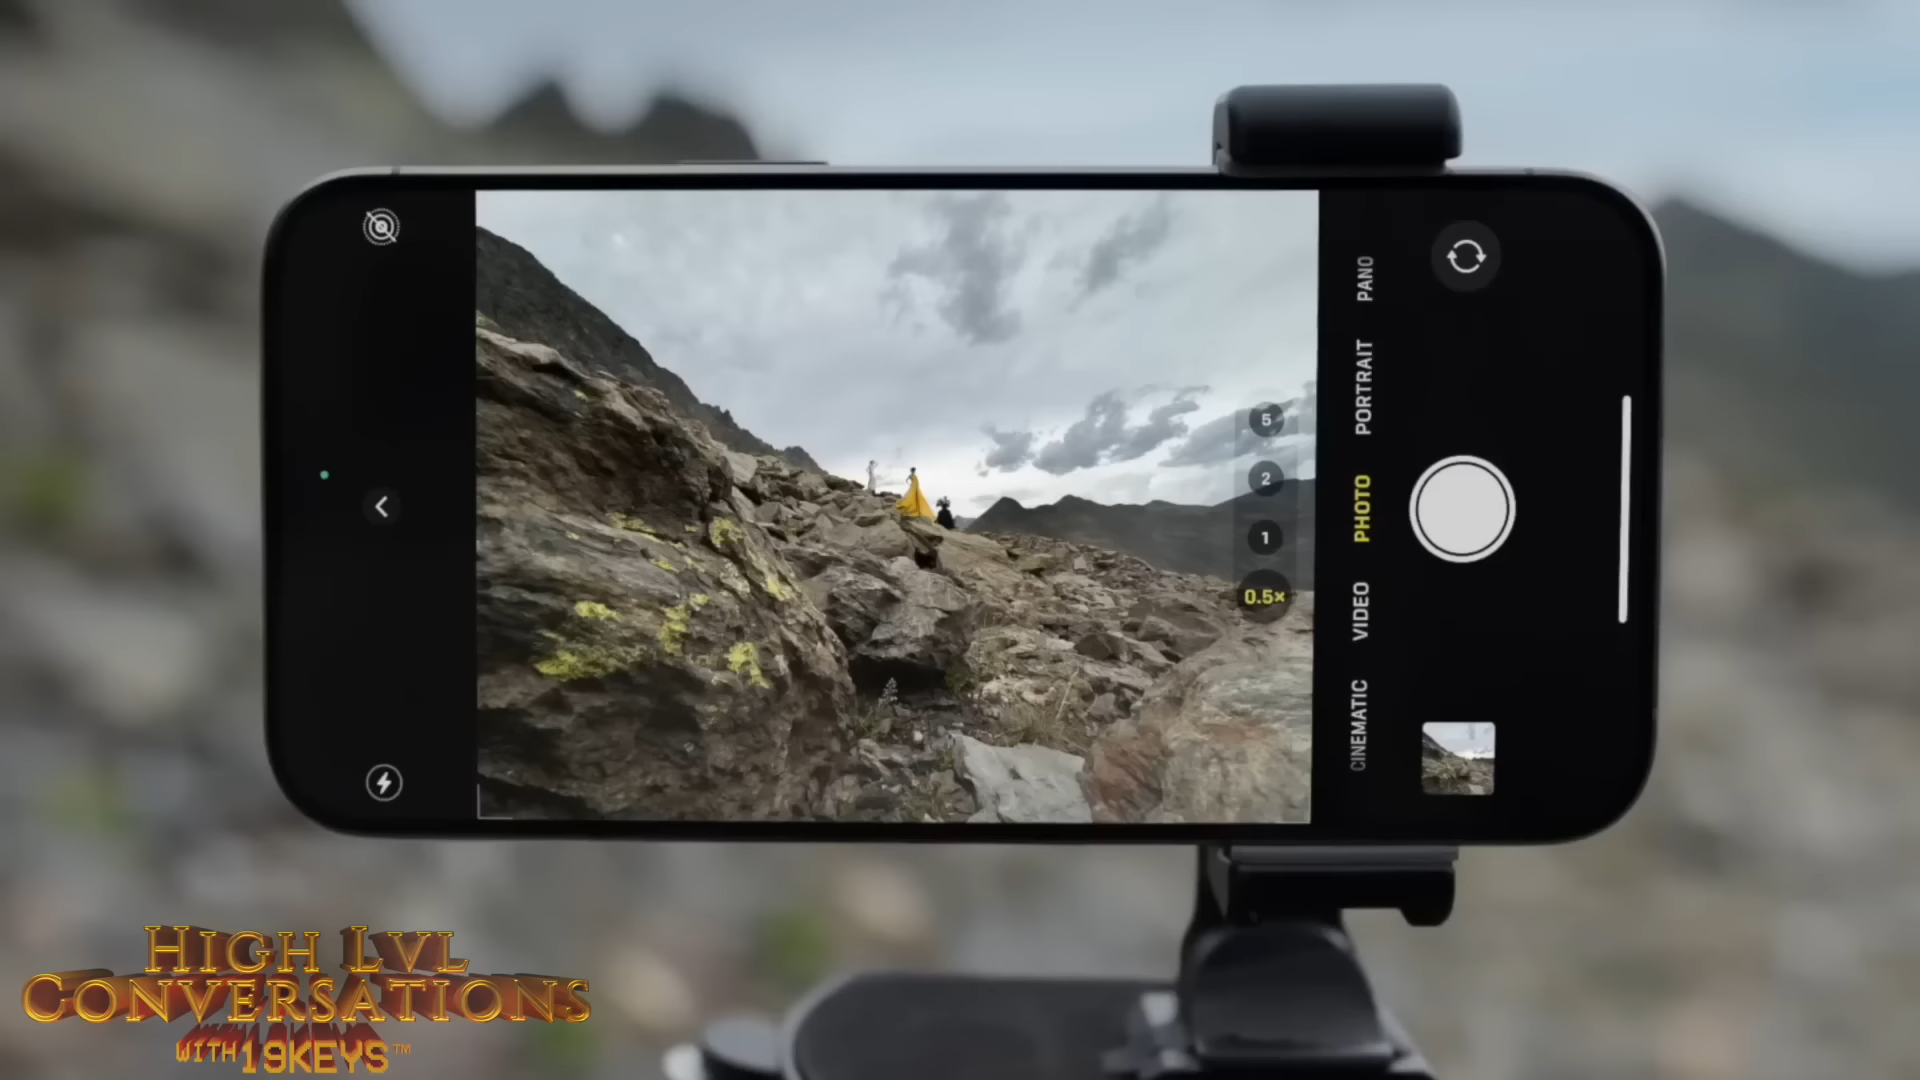 PANO
PORTRAIT
PHOTO
VIDEO
CINEMATIC
5
2
1
0.5×
HIGH LVL
CONVERSATIONS
WITH 19KEYS™